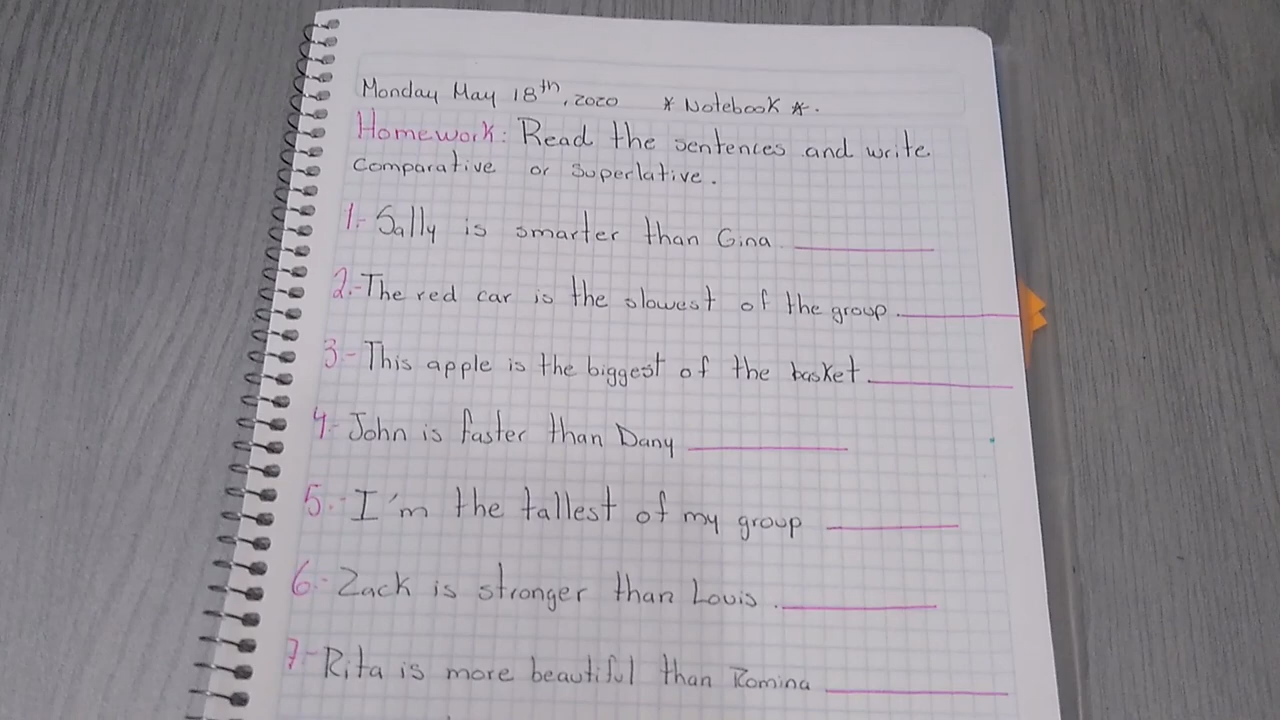 Monday May 18th, 2020 * Notebook *.
Homework: Read the sentences and write
comparative or superlative.
1.- Sally is smarter than Gina
2.- The red car is the slowest of the group.
3.- This apple is the biggest of the basket.
4.- John is faster than Dany
5.- I'm the tallest of my group
6.- Zack is stronger than Louis.
7.- Rita is more beautiful than Romina